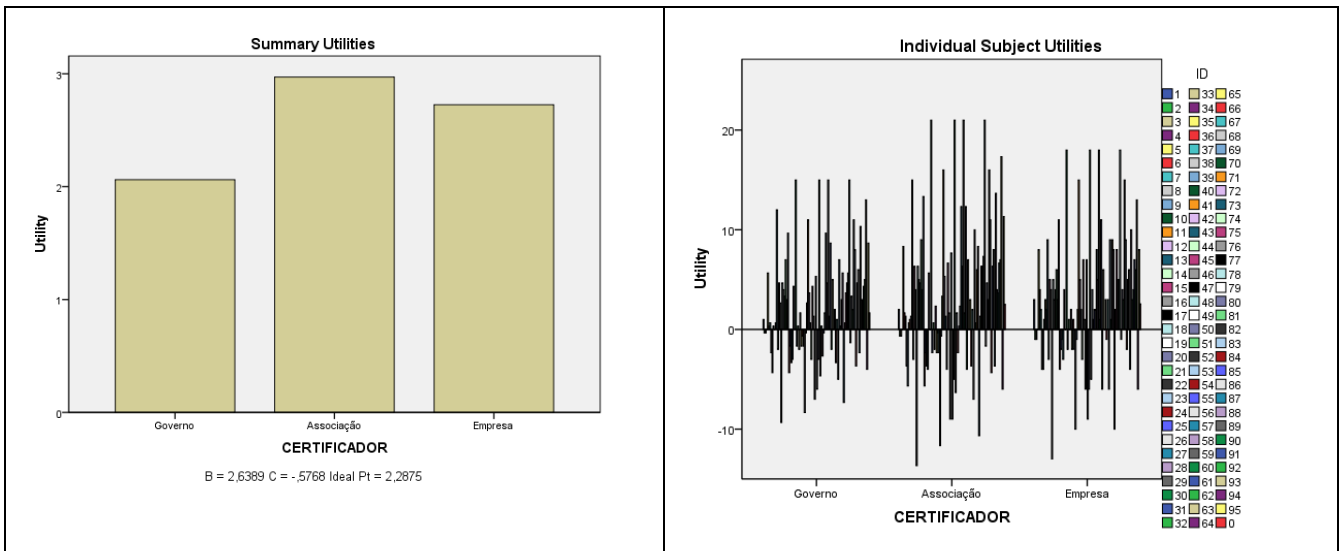 Summary Utilities
3
2
1
0
Utility
Governo
Associação
Empresa
CERTIFICADOR
B = 2,6389 C = -,5768 Ideal Pt = 2,2875
Individual Subject Utilities
20
10
0
-10
Utility
Governo
Associação
Empresa
CERTIFICADOR
ID
1 33 65
2 34 66
3 35 67
4 36 68
5 37 69
6 38 70
7 39 71
8 40 72
9 41 73
10 42 74
11 43 75
12 44 76
13 45 77
14 46 78
15 47 79
16 48 80
17 49 81
18 50 82
19 51 83
20 52 84
21 53 85
22 54 86
23 55 87
24 56 88
25 57 89
26 58 90
27 59 91
28 60 92
29 61 93
30 62 94
31 63 95
32 64 0